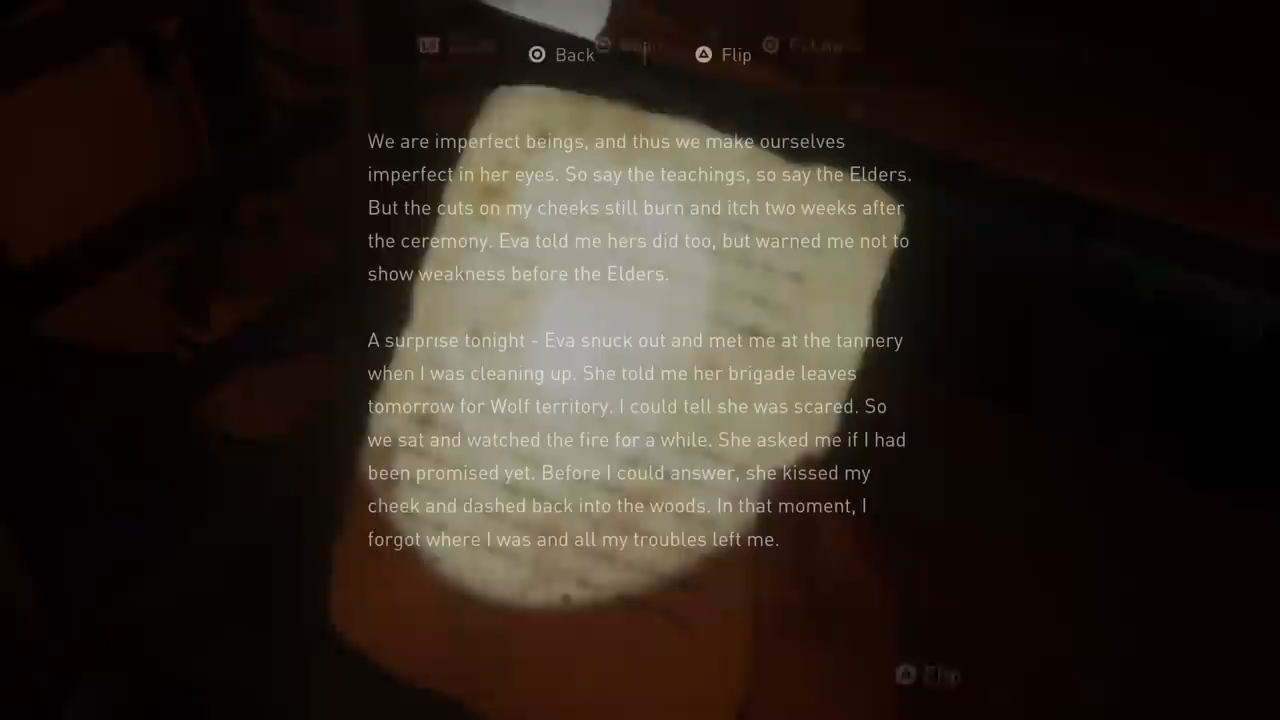 Back | Flip
We are imperfect beings, and thus we make ourselves
imperfect in her eyes. So say the teachings, so say the Elders.
But the cuts on my cheeks still burn and itch two weeks after
the ceremony. Eva told me hers did too, but warned me not to
show weakness before the Elders.
A surprise tonight - Eva snuck out and met me at the tannery
when I was cleaning up. She told me her brigade leaves
tomorrow for Wolf territory. I could tell she was scared. So
we sat and watched the fire for a while. She asked me if I had
been promised yet. Before I could answer, she kissed my
cheek and dashed back into the woods. In that moment, I
forgot where I was and all my troubles left me.
Flip